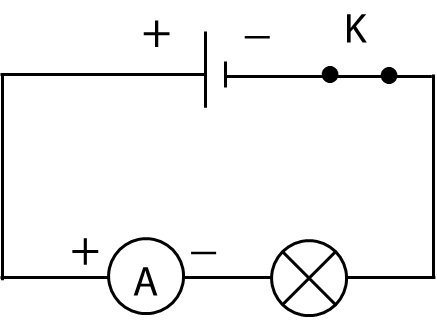 + − K
+ A −